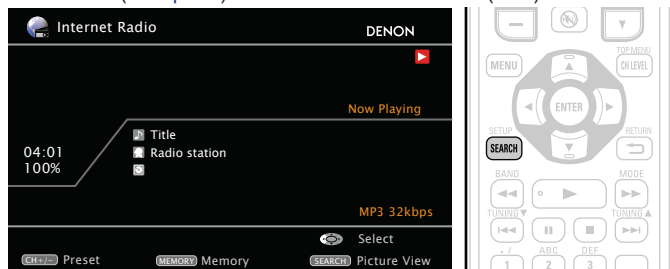 Internet Radio
DENON
Now Playing
Title
04:01
Radio station
100%
MP3 32kbps
Select
CH+/- Preset
MEMORY Memory
SEARCH Picture View
TOP MENU
MENU
CH LEVEL
ENTER
SETUP
RETURN
SEARCH
BAND
MODE
TUNING▼
TUNING▲
./
ABC
DEF
1
2
3